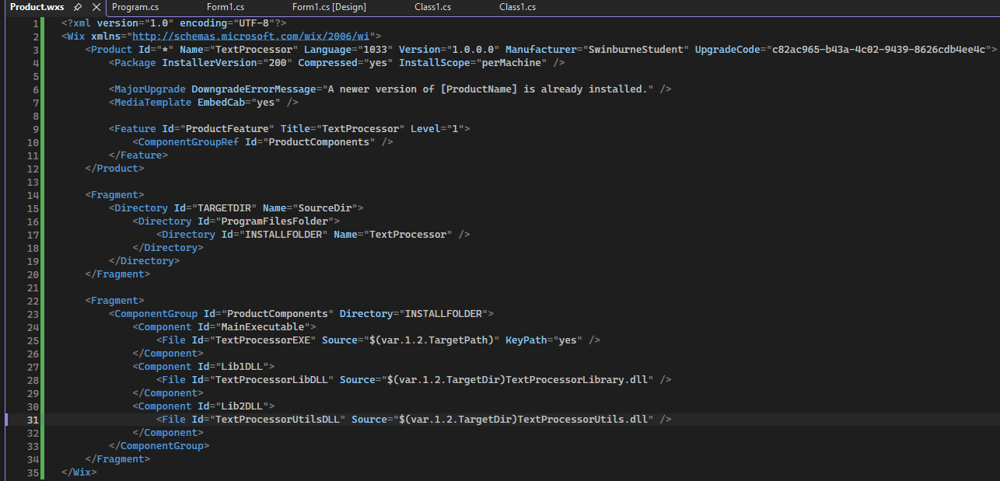 Product.wxs Program.cs Form1.cs Form1.cs [Design] Class1.cs Class1.cs
1 <?xml version="1.0" encoding="UTF-8"?>
2 <Wix xmlns="http://schemas.microsoft.com/wix/2006/wi">
3 <Product Id="*" Name="TextProcessor" Language="1033" Version="1.0.0.0" Manufacturer="SwinburneStudent" UpgradeCode="c82ac965-b43a-4c02-9439-8626cdb4ee4c">
4 <Package InstallerVersion="200" Compressed="yes" InstallScope="perMachine" />
5
6 <MajorUpgrade DowngradeErrorMessage="A newer version of [ProductName] is already installed." />
7 <MediaTemplate EmbedCab="yes" />
8
9 <Feature Id="ProductFeature" Title="TextProcessor" Level="1">
10 <ComponentGroupRef Id="ProductComponents" />
11 </Feature>
12 </Product>
13
14 <Fragment>
15 <Directory Id="TARGETDIR" Name="SourceDir">
16 <Directory Id="ProgramFilesFolder">
17 <Directory Id="INSTALLFOLDER" Name="TextProcessor" />
18 </Directory>
19 </Directory>
20 </Fragment>
21
22 <Fragment>
23 <ComponentGroup Id="ProductComponents" Directory="INSTALLFOLDER">
24 <Component Id="MainExecutable">
25 <File Id="TextProcessorEXE" Source="$(var.1.2.TargetPath)" KeyPath="yes" />
26 </Component>
27 <Component Id="Lib1DLL">
28 <File Id="TextProcessorLibDLL" Source="$(var.1.2.TargetDir)TextProcessorLibrary.dll" />
29 </Component>
30 <Component Id="Lib2DLL">
31 <File Id="TextProcessorUtilsDLL" Source="$(var.1.2.TargetDir)TextProcessorUtils.dll" />
32 </Component>
33 </ComponentGroup>
34 </Fragment>
35 </Wix>